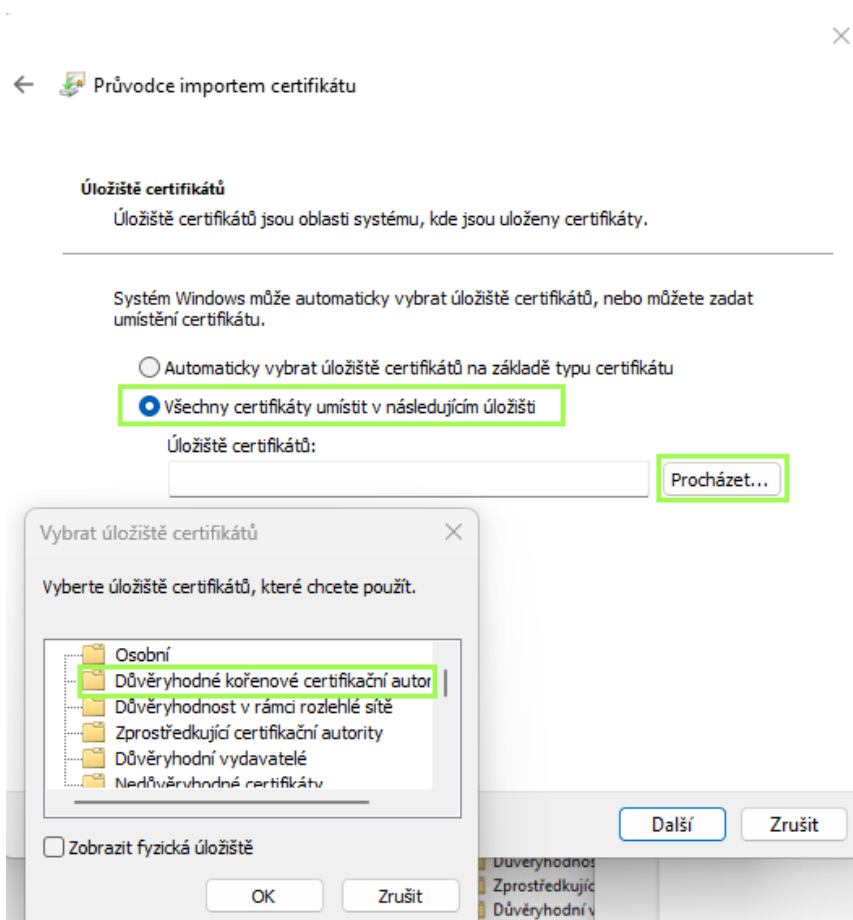 Průvodce importem certifikátu
Úložiště certifikátů
Úložiště certifikátů jsou oblasti systému, kde jsou uloženy certifikáty.
Systém Windows může automaticky vybrat úložiště certifikátů, nebo můžete zadat
umístění certifikátu.
Automaticky vybrat úložiště certifikátů na základě typu certifikátu
Všechny certifikáty umístit v následujícím úložišti
Úložiště certifikátů:
Procházet...
Vybrat úložiště certifikátů
Vyberte úložiště certifikátů, které chcete použít.
Osobní
Důvěryhodné kořenové certifikační autor
Důvěryhodnost v rámci rozlehlé sítě
Zprostředkující certifikační autority
Důvěryhodní vydavatelé
Nedůvěryhodné certifikáty
Zobrazit fyzická úložiště
OK
Zrušit
Další
Zrušit
Důvěryhodnos
Zprostředkujíc
Důvěryhodní v